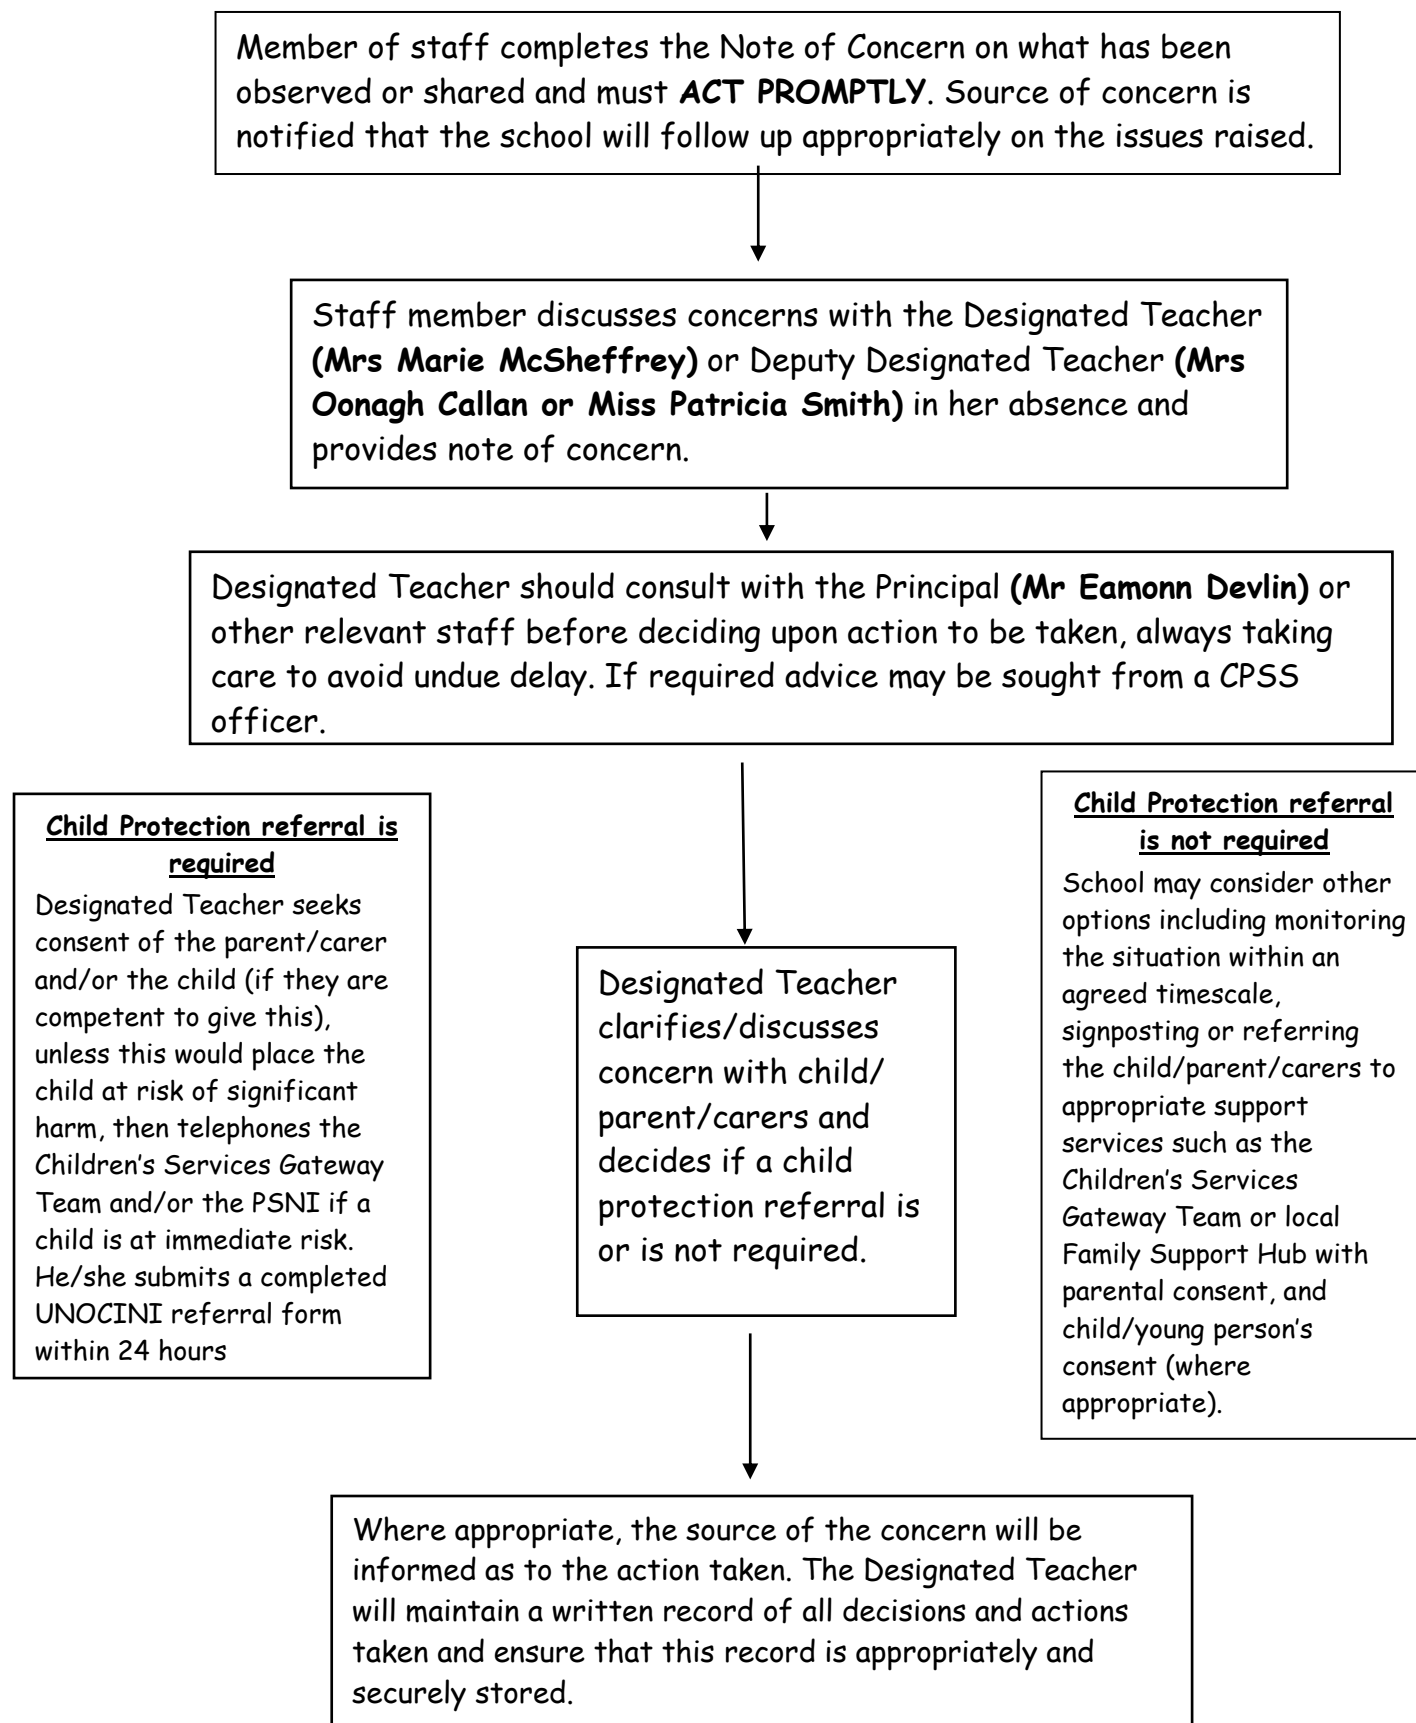 Member of staff completes the Note of Concern on what has been
observed or shared and must ACT PROMPTLY. Source of concern is
notified that the school will follow up appropriately on the issues raised.
Staff member discusses concerns with the Designated Teacher
(Mrs Marie McSheffrey) or Deputy Designated Teacher (Mrs
Oonagh Callan or Miss Patricia Smith) in her absence and
provides note of concern.
Designated Teacher should consult with the Principal (Mr Eamonn Devlin) or
other relevant staff before deciding upon action to be taken, always taking
care to avoid undue delay. If required advice may be sought from a CPSS
officer.
Child Protection referral is
required
Designated Teacher seeks
consent of the parent/carer
and/or the child (if they are
competent to give this),
unless this would place the
child at risk of significant
harm, then telephones the
Children's Services Gateway
Team and/or the PSNI if a
child is at immediate risk.
He/she submits a completed
UNOCINI referral form
within 24 hours
Designated Teacher
clarifies/discusses
concern with child/
parent/carers and
decides if a child
protection referral is
or is not required.
Child Protection referral
is not required
School may consider other
options including monitoring
the situation within an
agreed timescale,
signposting or referring
the child/parent/carers to
appropriate support
services such as the
Children's Services
Gateway Team or local
Family Support Hub with
parental consent, and
child/young person's
consent (where
appropriate).
Where appropriate, the source of the concern will be
informed as to the action taken. The Designated Teacher
will maintain a written record of all decisions and actions
taken and ensure that this record is appropriately and
securely stored.